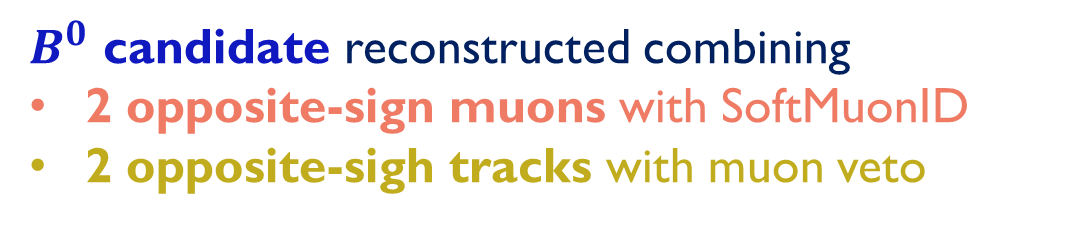 B⁰ candidate reconstructed combining
• 2 opposite-sign muons with SoftMuonID
• 2 opposite-sigh tracks with muon veto